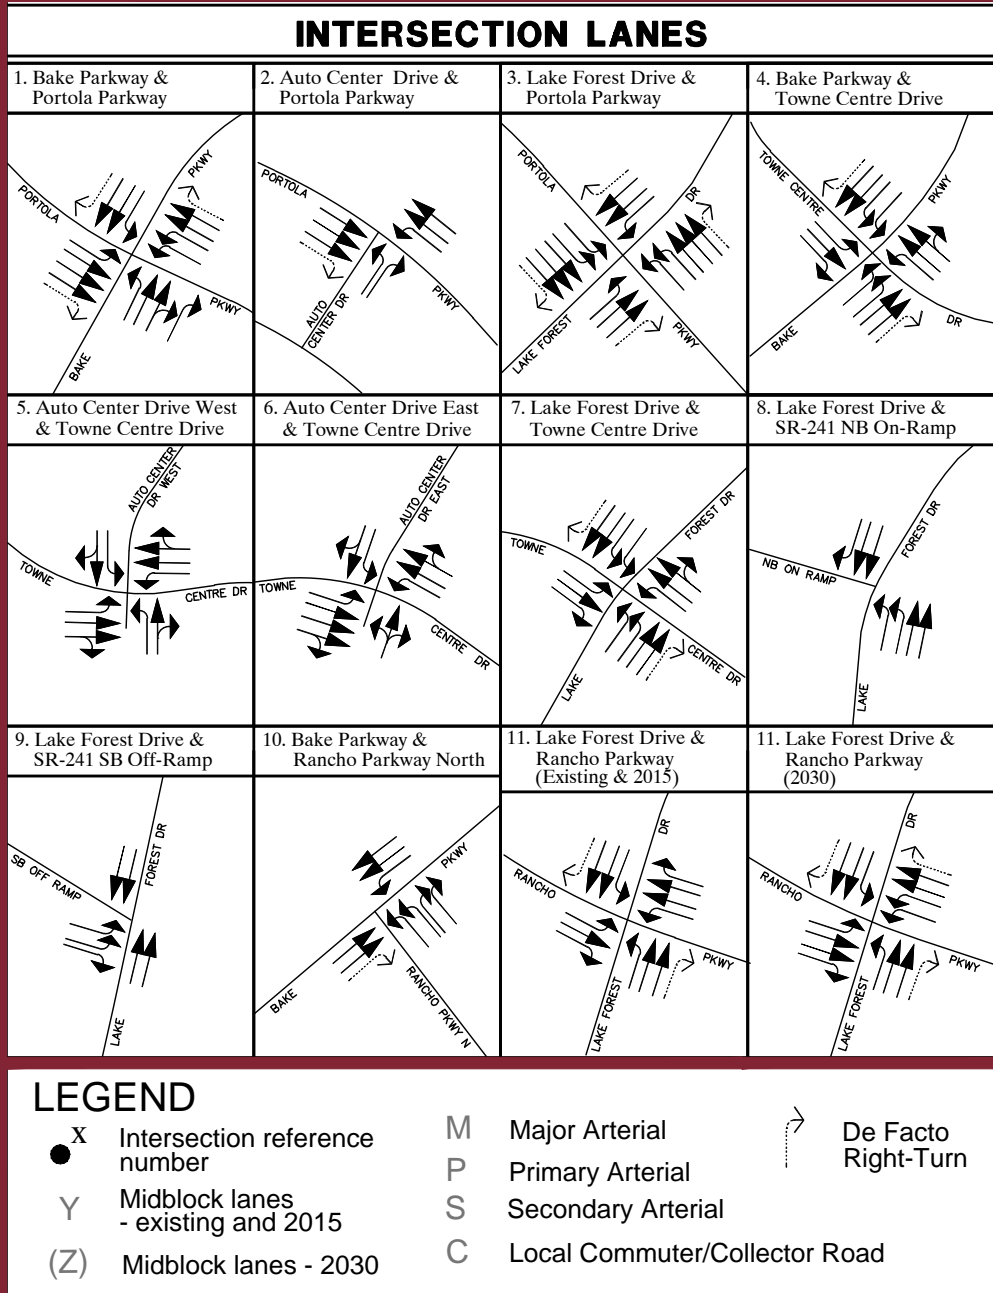 INTERSECTION LANES
1. Bake Parkway &
Portola Parkway
2. Auto Center Drive &
Portola Parkway
3. Lake Forest Drive &
Portola Parkway
4. Bake Parkway &
Towne Centre Drive
PORTOLA
PKWY
PKWY
BAKE
PORTOLA
PKWY
AUTO
CENTER DR
PORTOLA
DR
LAKE FOREST
PKWY
TOWNE CENTRE
PKWY
BAKE
DR
5. Auto Center Drive West
& Towne Centre Drive
6. Auto Center Drive East
& Towne Centre Drive
7. Lake Forest Drive &
Towne Centre Drive
8. Lake Forest Drive &
SR-241 NB On-Ramp
AUTO CENTER
DR WEST
TOWNE
CENTRE DR
AUTO CENTER
DR EAST
TOWNE
CENTRE DR
TOWNE
FOREST DR
LAKE
CENTRE DR
FOREST DR
NB ON RAMP
LAKE
9. Lake Forest Drive &
SR-241 SB Off-Ramp
10. Bake Parkway &
Rancho Parkway North
11. Lake Forest Drive &
Rancho Parkway
(Existing & 2015)
11. Lake Forest Drive &
Rancho Parkway
(2030)
SB OFF RAMP
FOREST DR
LAKE
PKWY
BAKE
RANCHO PKWY N
RANCHO
DR
PKWY
LAKE FOREST
RANCHO
DR
PKWY
LAKE FOREST
LEGEND
X Intersection reference
number
Y Midblock lanes
- existing and 2015
(Z) Midblock lanes - 2030
M Major Arterial
P Primary Arterial
S Secondary Arterial
C Local Commuter/Collector Road
De Facto
Right-Turn